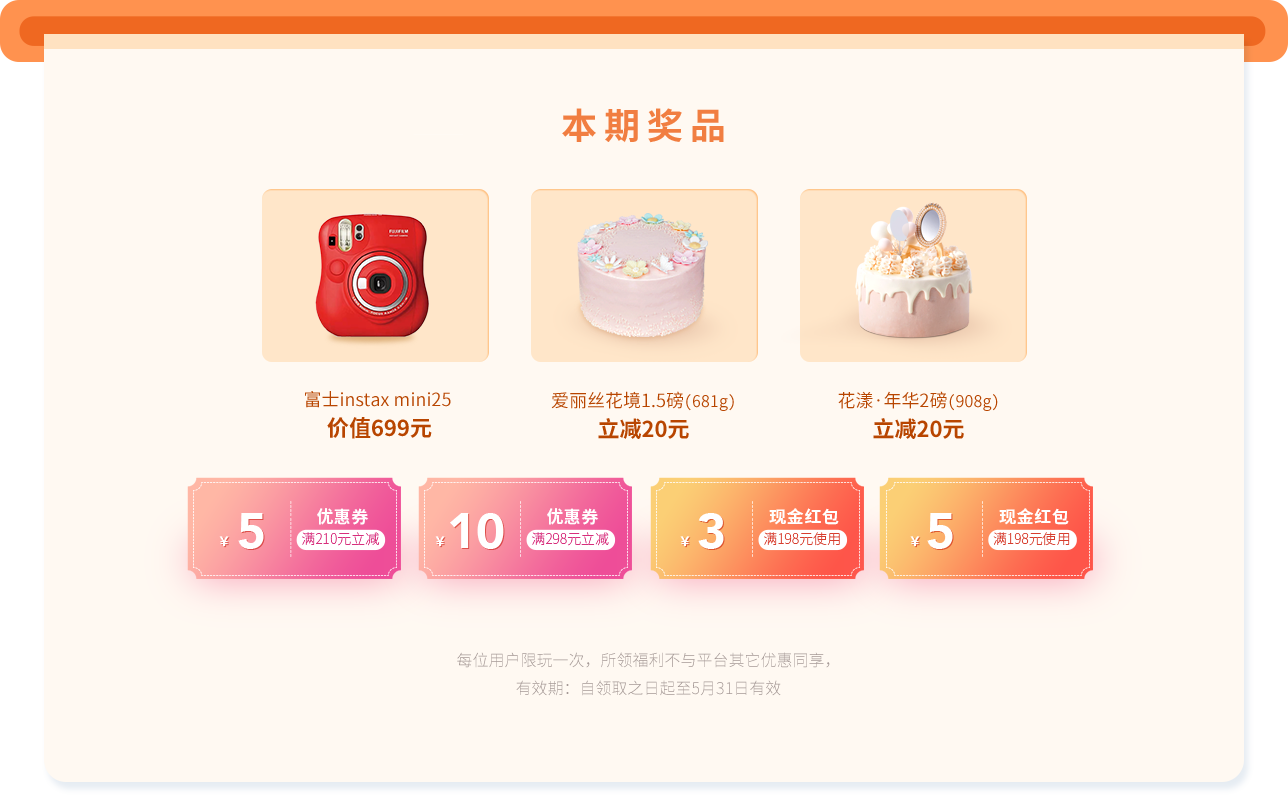 本期奖品
FUJIFILM
富士instax mini25
价值699元
爱丽丝花境1.5磅(681g)
立减20元
花漾·年华2磅(908g)
立减20元
¥ 5
优惠券
满210元立减
¥ 10
优惠券
满298元立减
¥ 3
现金红包
满198元使用
¥ 5
现金红包
满198元使用
每位用户限玩一次，所领福利不与平台其它优惠同享，
有效期：自领取之日起至5月31日有效